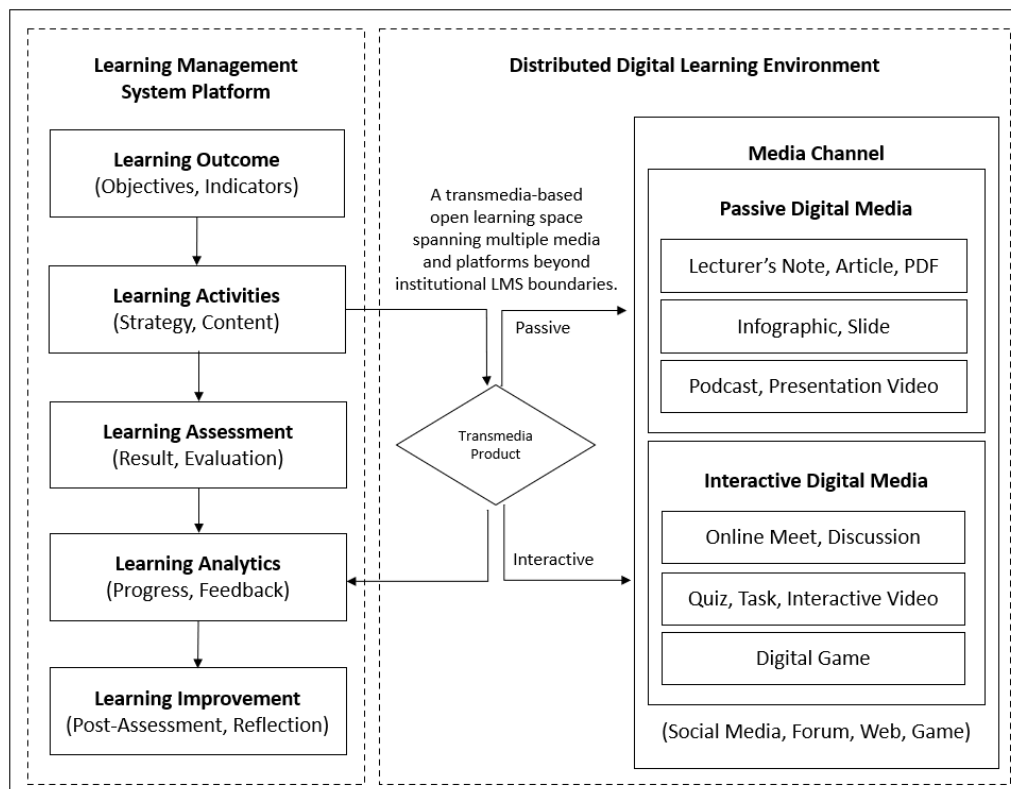 Learning Management
System Platform
Learning Outcome
(Objectives, Indicators)
Learning Activities
(Strategy, Content)
Learning Assessment
(Result, Evaluation)
Learning Analytics
(Progress, Feedback)
Learning Improvement
(Post-Assessment, Reflection)
Distributed Digital Learning Environment
A transmedia-based
open learning space
spanning multiple media
and platforms beyond
institutional LMS boundaries.
Passive
Transmedia
Product
Interactive
Media Channel
Passive Digital Media
Lecturer’s Note, Article, PDF
Infographic, Slide
Podcast, Presentation Video
Interactive Digital Media
Online Meet, Discussion
Quiz, Task, Interactive Video
Digital Game
(Social Media, Forum, Web, Game)